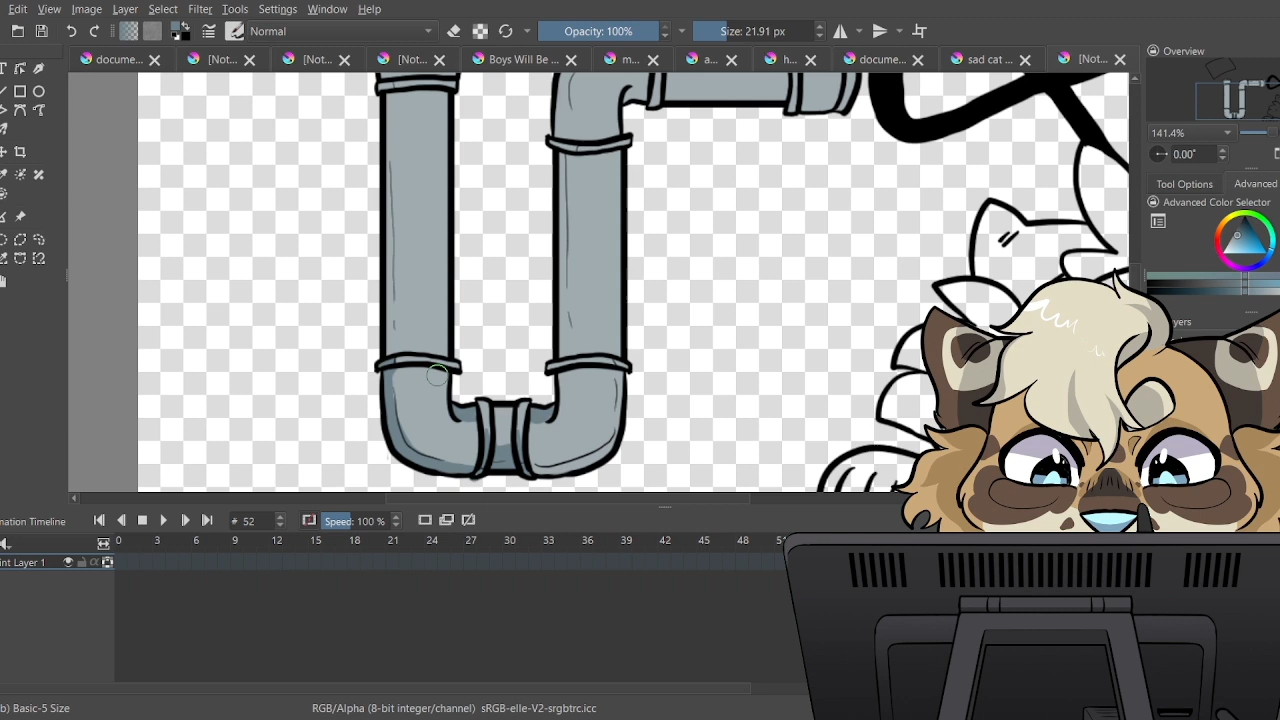 Edit View Image Layer Select Filter Tools Settings Window Help
Normal Opacity: 100% Size: 21.91 px
docume... [Not... [Not... [Not... Boys Will Be ... m... a... h... docume... sad cat ... [Not...
Overview
141.4%
0.00°
Tool Options Advanced
Advanced Color Selector
ayers
nation Timeline # 52 Speed: 100 %
0 3 6 9 12 15 18 21 24 27 30 33 36 39 42 45 48 51
int Layer 1
b) Basic-5 Size RGB/Alpha (8-bit integer/channel) sRGB-elle-V2-srgbtrc.icc